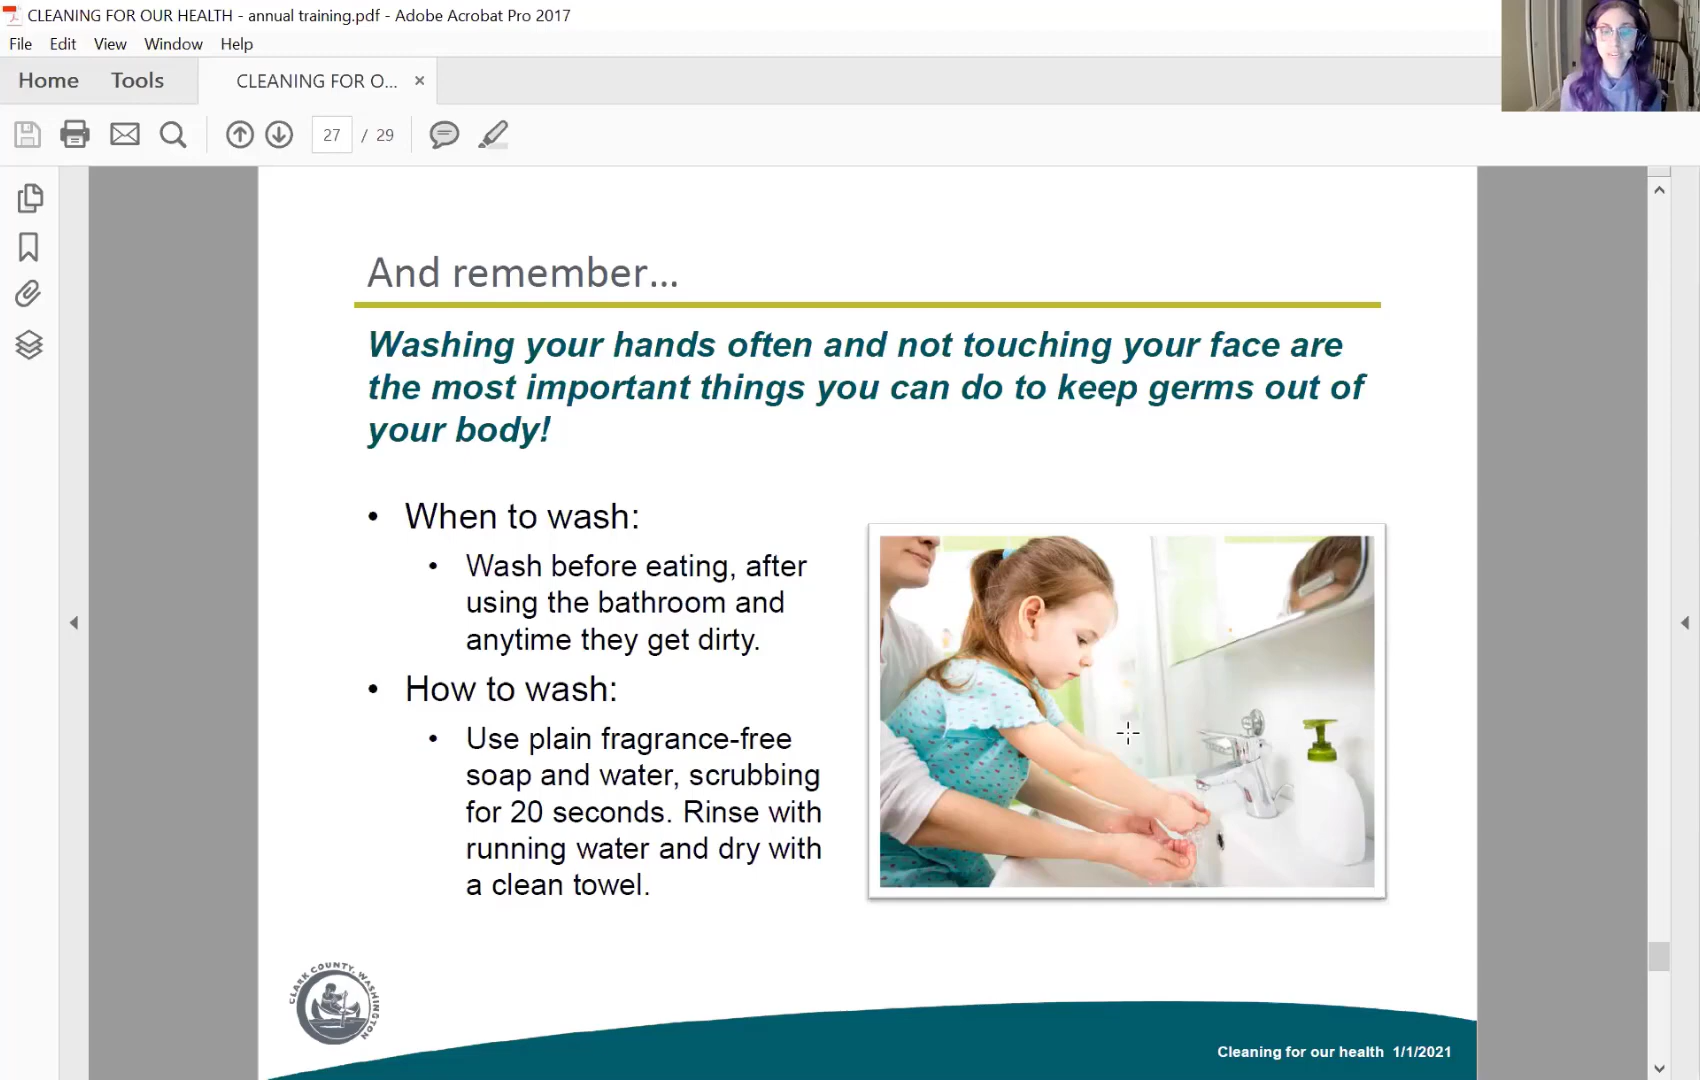 CLEANING FOR OUR HEALTH - annual training.pdf - Adobe Acrobat Pro 2017
File Edit View Window Help
Home Tools CLEANING FOR O... ×
27 / 29
And remember...
Washing your hands often and not touching your face are
the most important things you can do to keep germs out of
your body!
• When to wash:
• Wash before eating, after
using the bathroom and
anytime they get dirty.
• How to wash:
• Use plain fragrance-free
soap and water, scrubbing
for 20 seconds. Rinse with
running water and dry with
a clean towel.
CLARK COUNTY, WASHINGTON
Cleaning for our health 1/1/2021